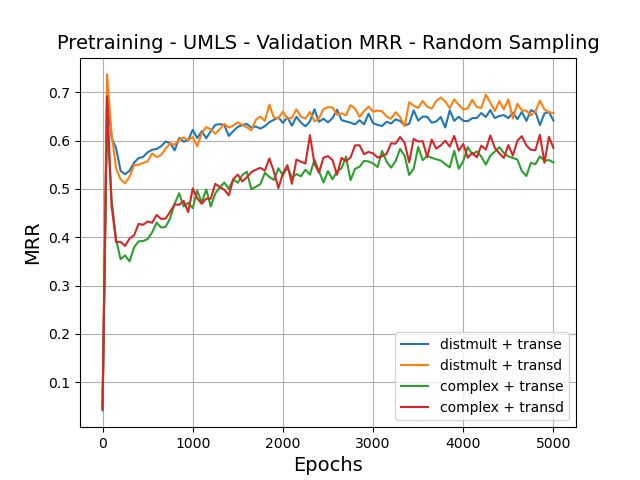 Pretraining - UMLS - Validation MRR - Random Sampling
MRR
0.7
0.6
0.5
0.4
0.3
0.2
0.1
distmult + transe
distmult + transd
complex + transe
complex + transd
0 1000 2000 3000 4000 5000
Epochs